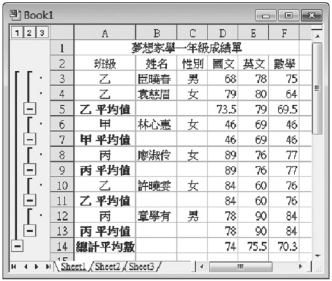 Book1
1 2 3
A B C D E F
1 夢想家學一年級成績單
2 班級 姓名 性別 國文 英文 數學
3 乙 臣曉春 男 68 78 75
4 乙 袁慈眉 女 79 80 64
5 乙 平均值 73.5 79 69.5
6 甲 林心惠 女 46 69 46
7 甲 平均值 46 69 46
8 丙 廖淑伶 女 89 76 77
9 丙 平均值 89 76 77
10 乙 許曉雯 女 84 60 76
11 乙 平均值 84 60 76
12 丙 章學有 男 78 90 84
13 丙 平均值 78 90 84
14 總計平均數 74 75.5 70.3
Sheet1 Sheet2 Sheet3